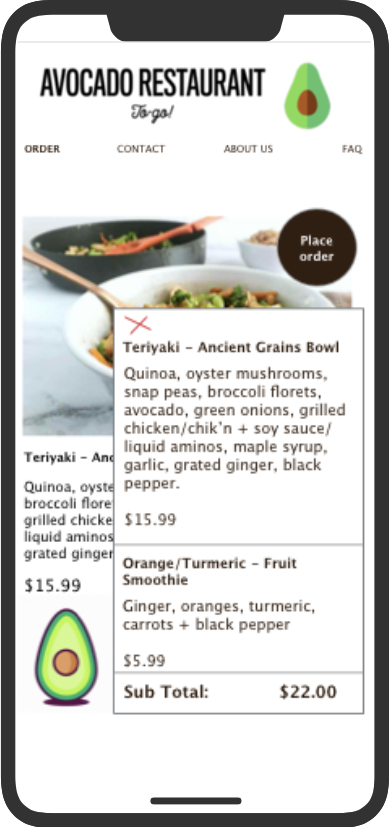 AVOCADO RESTAURANT
To go!
ORDER CONTACT ABOUT US FAQ
Place
order
Teriyaki - Ancient Grains Bowl
Quinoa, oyster mushrooms,
snap peas, broccoli florets,
avocado, green onions, grilled
chicken/chik'n + soy sauce/
liquid aminos, maple syrup,
garlic, grated ginger, black
pepper.
$15.99
Orange/Turmeric - Fruit
Smoothie
Ginger, oranges, turmeric,
carrots + black pepper
$5.99
Sub Total: $22.00
Teriyaki - Anc
Quinoa, oyste
broccoli flore
grilled chicke
liquid aminos
grated ginger
$15.99